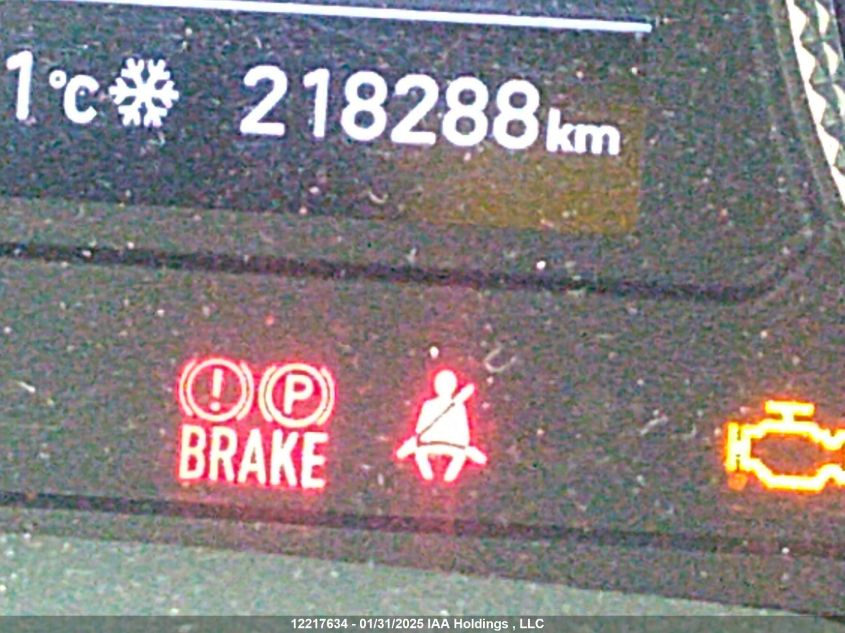 1°C 218288km
! P
BRAKE
12217634 - 01/31/2025 IAA Holdings , LLC